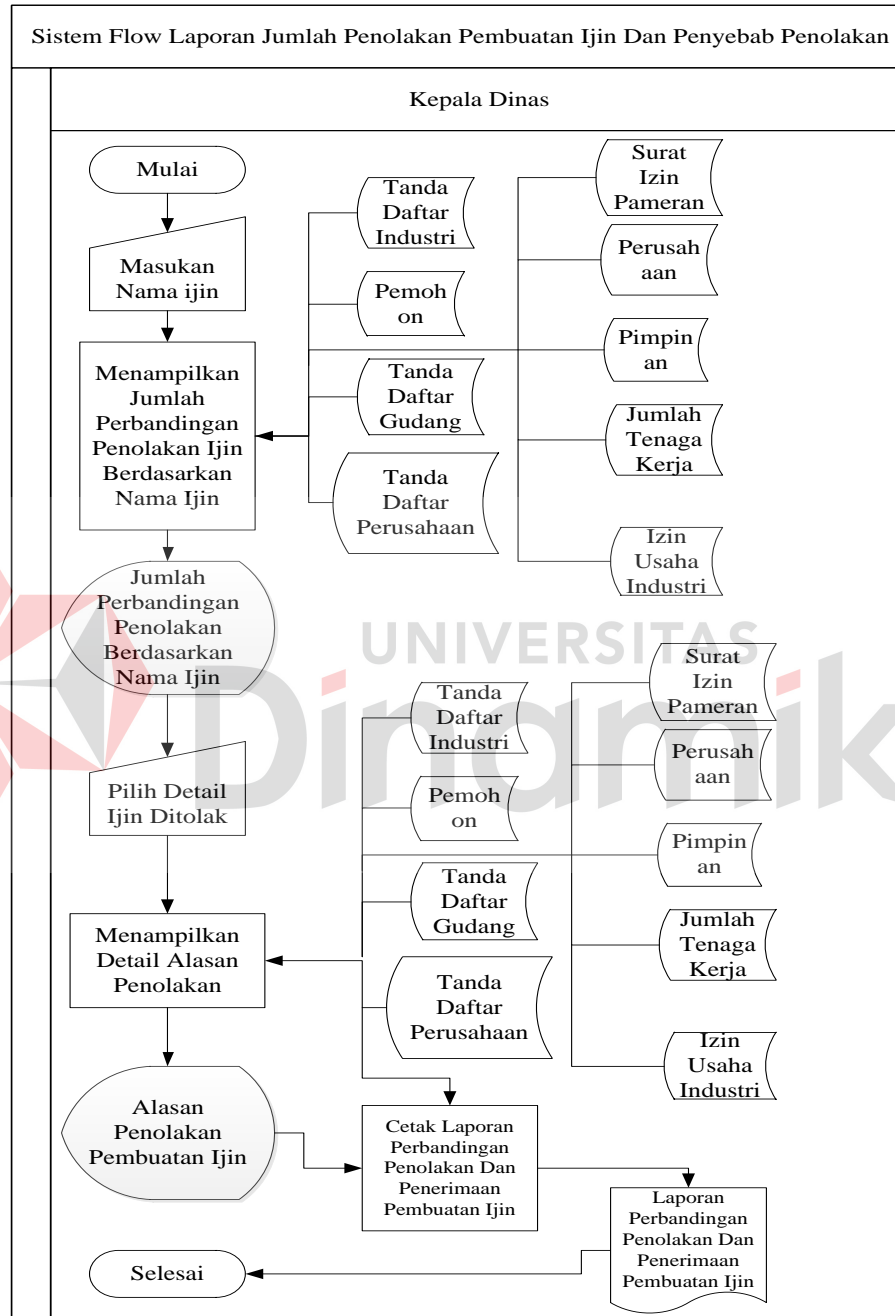 Sistem Flow Laporan Jumlah Penolakan Pembuatan Ijin Dan Penyebab Penolakan
Kepala Dinas
Mulai
Masukan
Nama ijin
Menampilkan
Jumlah
Perbandingan
Penolakan Ijin
Berdasarkan
Nama Ijin
Tanda
Daftar
Industri
Pemoh
on
Tanda
Daftar
Gudang
Tanda
Daftar
Perusahaan
Surat
Izin
Pameran
Perusah
aan
Pimpin
an
Jumlah
Tenaga
Kerja
Izin
Usaha
Industri
Jumlah
Perbandingan
Penolakan
Berdasarkan
Nama Ijin
UNIVERSITAS
Dinamika
Pilih Detail
Ijin Ditolak
Menampilkan
Detail Alasan
Penolakan
Tanda
Daftar
Industri
Pemoh
on
Tanda
Daftar
Gudang
Tanda
Daftar
Perusahaan
Surat
Izin
Pameran
Perusah
aan
Pimpin
an
Jumlah
Tenaga
Kerja
Izin
Usaha
Industri
Alasan
Penolakan
Pembuatan Ijin
Cetak Laporan
Perbandingan
Penolakan Dan
Penerimaan
Pembuatan Ijin
Laporan
Perbandingan
Penolakan Dan
Penerimaan
Pembuatan Ijin
Selesai